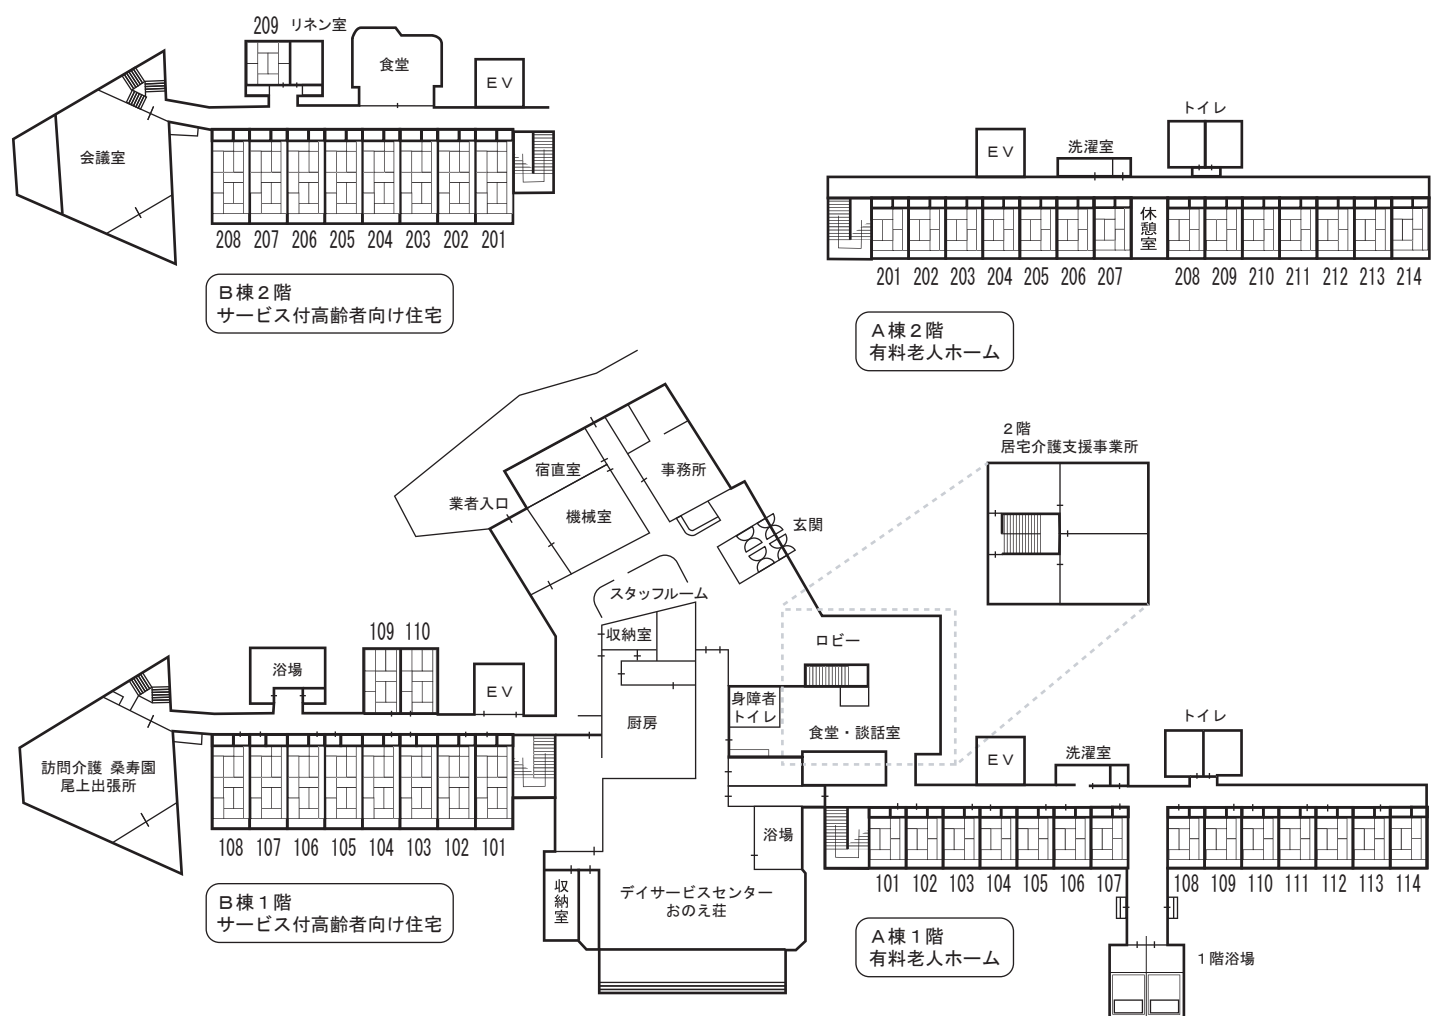 209 リネン室
食堂
ＥＶ
会議室
208 207 206 205 204 203 202 201
Ｂ棟２階
サービス付高齢者向け住宅
トイレ
洗濯室
ＥＶ
休憩室
201 202 203 204 205 206 207 208 209 210 211 212 213 214
Ａ棟２階
有料老人ホーム
２階
居宅介護支援事業所
宿直室
事務所
業者入口
機械室
玄関
スタッフルーム
収納室
ロビー
身障者
トイレ
厨房
食堂・談話室
109 110
浴場
ＥＶ
訪問介護 桑寿園
尾上出張所
108 107 106 105 104 103 102 101
Ｂ棟１階
サービス付高齢者向け住宅
収納室
浴場
デイサービスセンター
おのえ荘
トイレ
洗濯室
ＥＶ
101 102 103 104 105 106 107 108 109 110 111 112 113 114
Ａ棟１階
有料老人ホーム
１階浴場